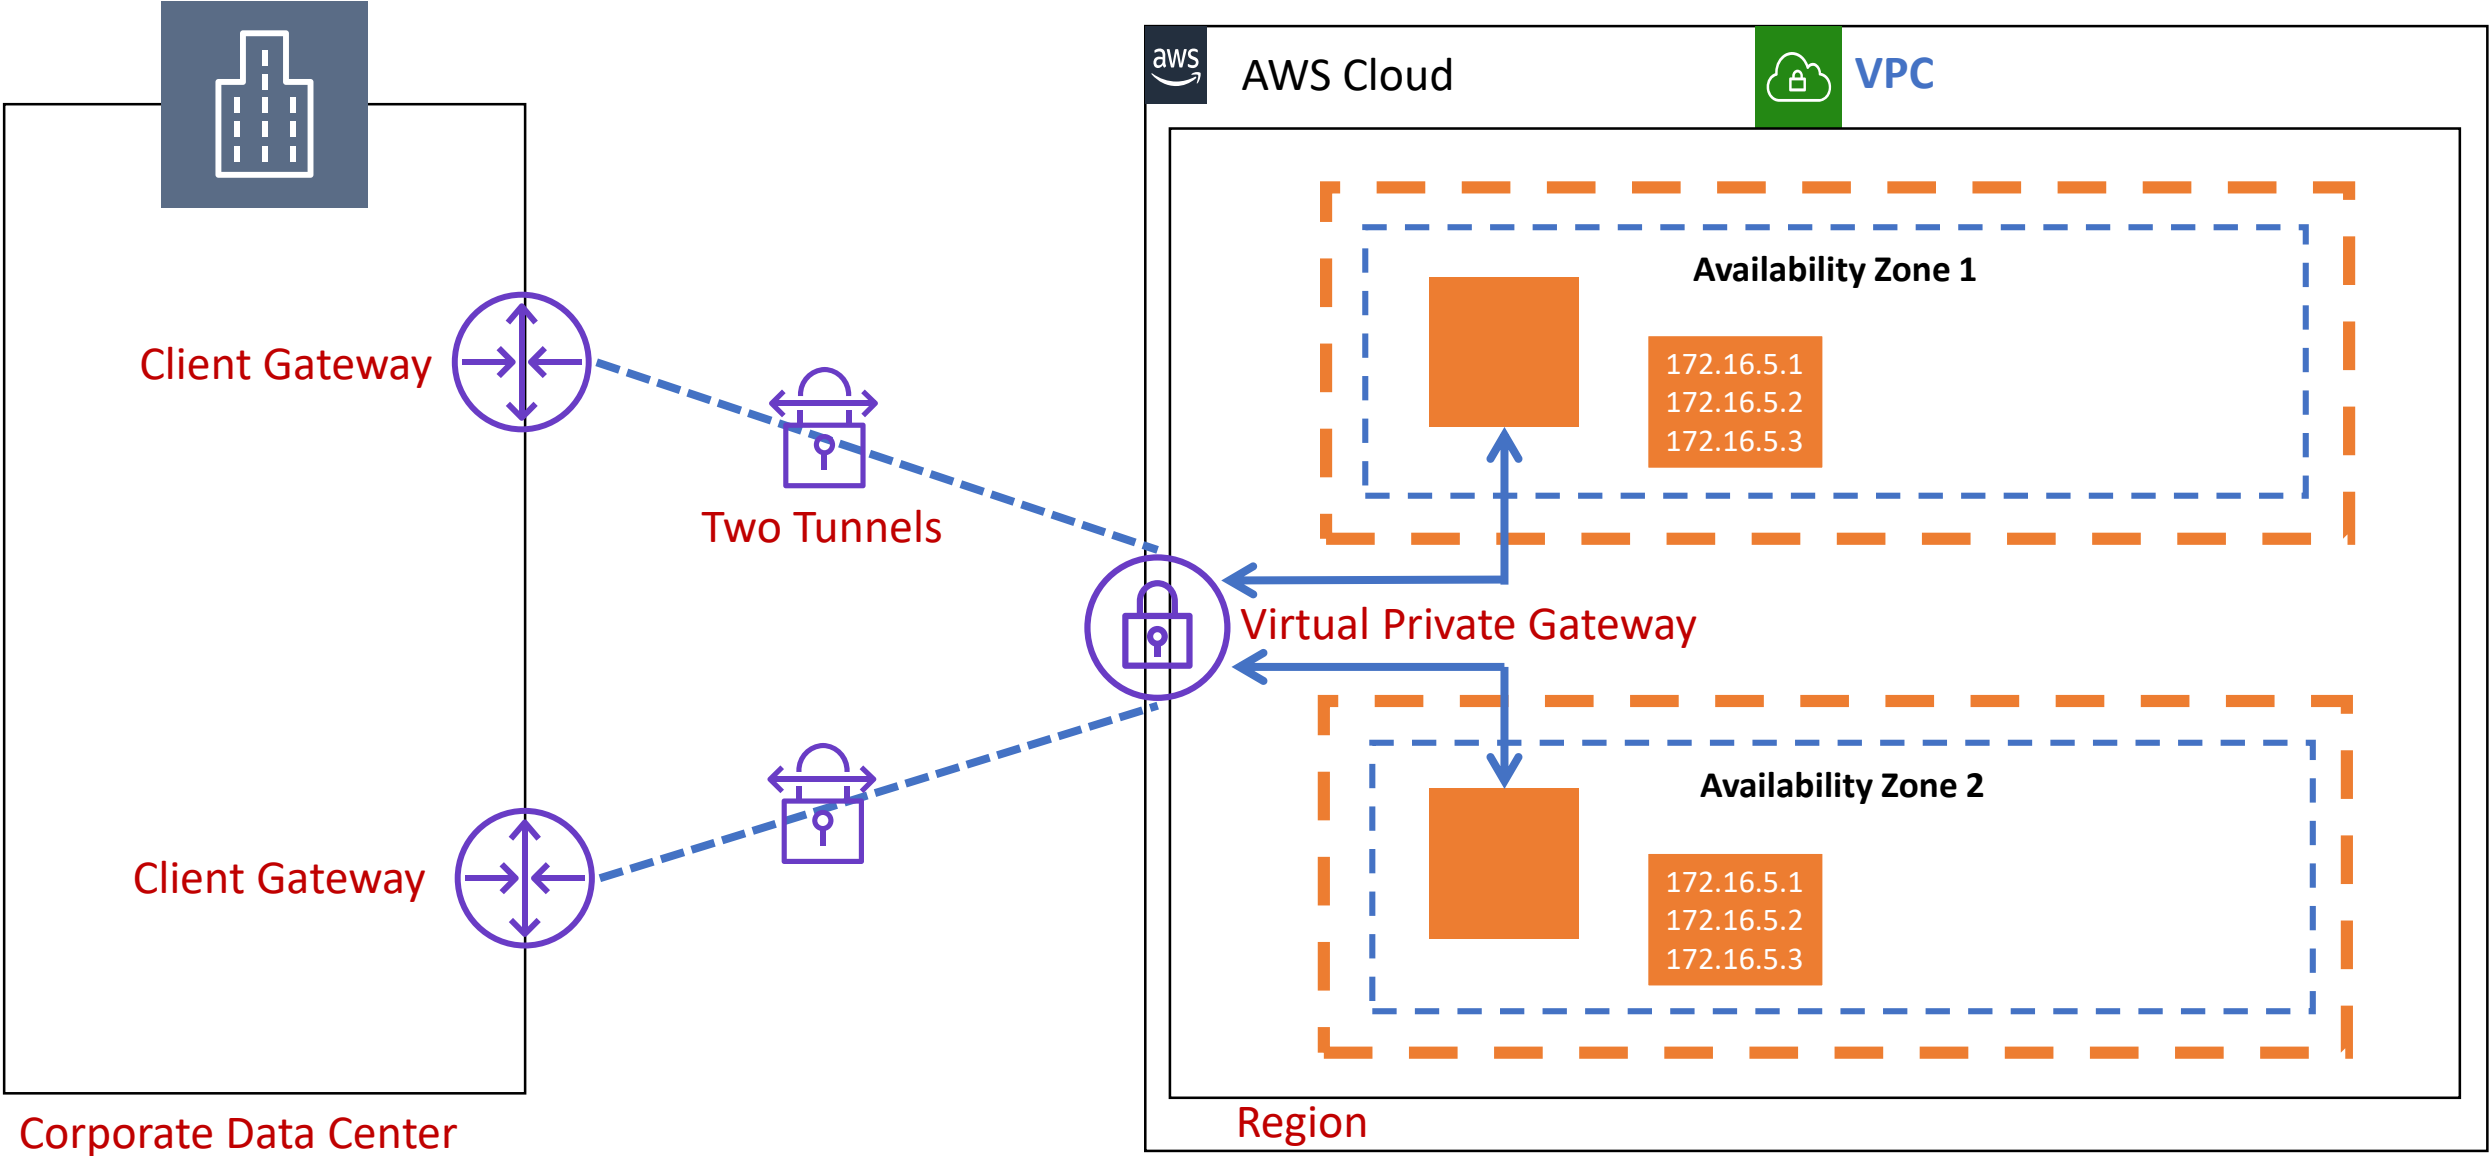 aws
AWS Cloud
VPC
Availability Zone 1
172.16.5.1
172.16.5.2
172.16.5.3
Client Gateway
Two Tunnels
Virtual Private Gateway
Availability Zone 2
172.16.5.1
172.16.5.2
172.16.5.3
Client Gateway
Region
Corporate Data Center